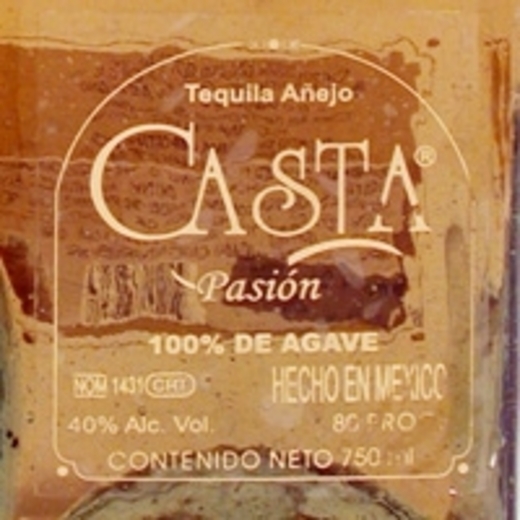 Tequila Añejo
CASTA®
Pasión
100% DE AGAVE
NOM 1431 CRT HECHO EN MEXICO
40% Alc. Vol. 80 PROOF
CONTENIDO NETO 750 ml